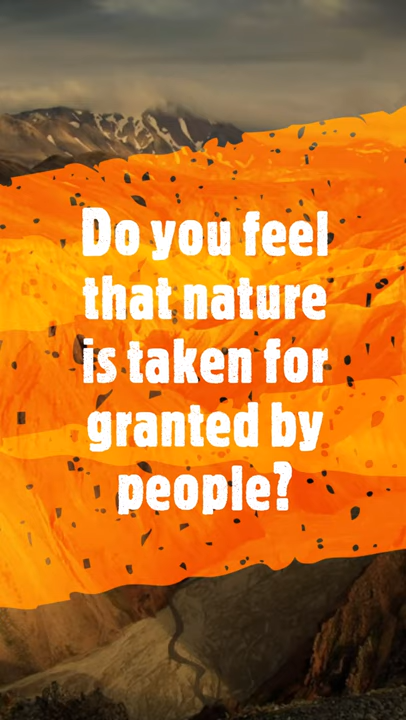 Do you feel
that nature
is taken for
granted by
people?